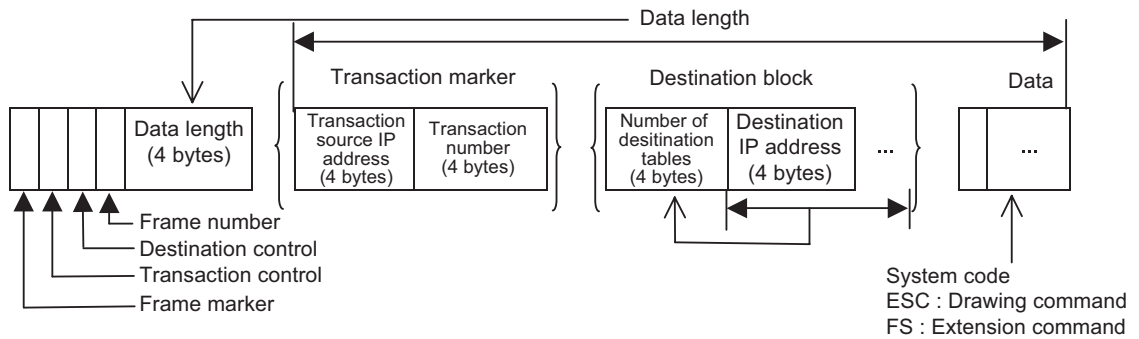 Data length
Transaction marker
Destination block
Data
Data length
(4 bytes)
Transaction
source IP
address
(4 bytes)
Transaction
number
(4 bytes)
Number of
desitination
tables
(4 bytes)
Destination
IP address
(4 bytes)
...
...
Frame number
Destination control
Transaction control
Frame marker
System code
ESC : Drawing command
FS : Extension command